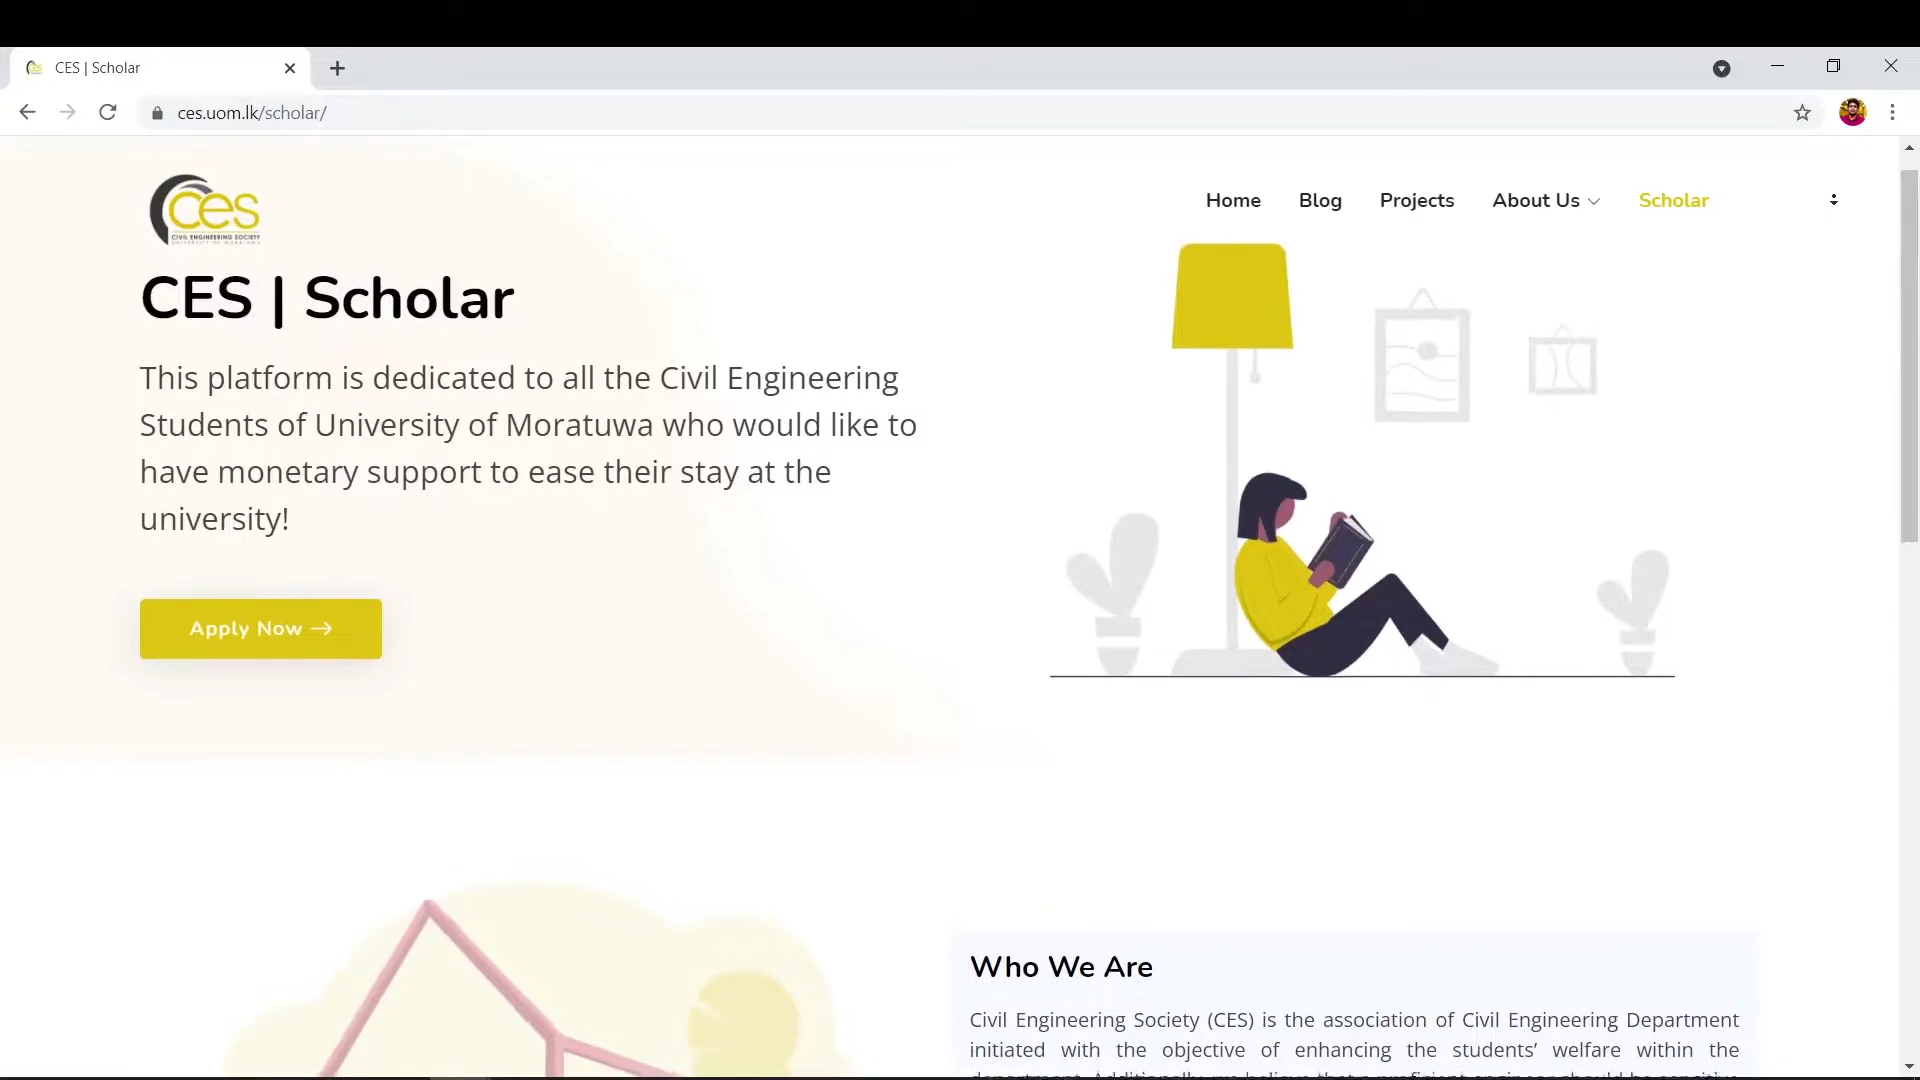 CES | Scholar
ces.uom.lk/scholar/
ces
CIVIL ENGINEERING SOCIETY
UNIVERSITY OF MORATUWA
Home Blog Projects About Us Scholar
CES | Scholar
This platform is dedicated to all the Civil Engineering
Students of University of Moratuwa who would like to
have monetary support to ease their stay at the
university!
Apply Now
Who We Are
Civil Engineering Society (CES) is the association of Civil Engineering Department
initiated with the objective of enhancing the students’ welfare within the